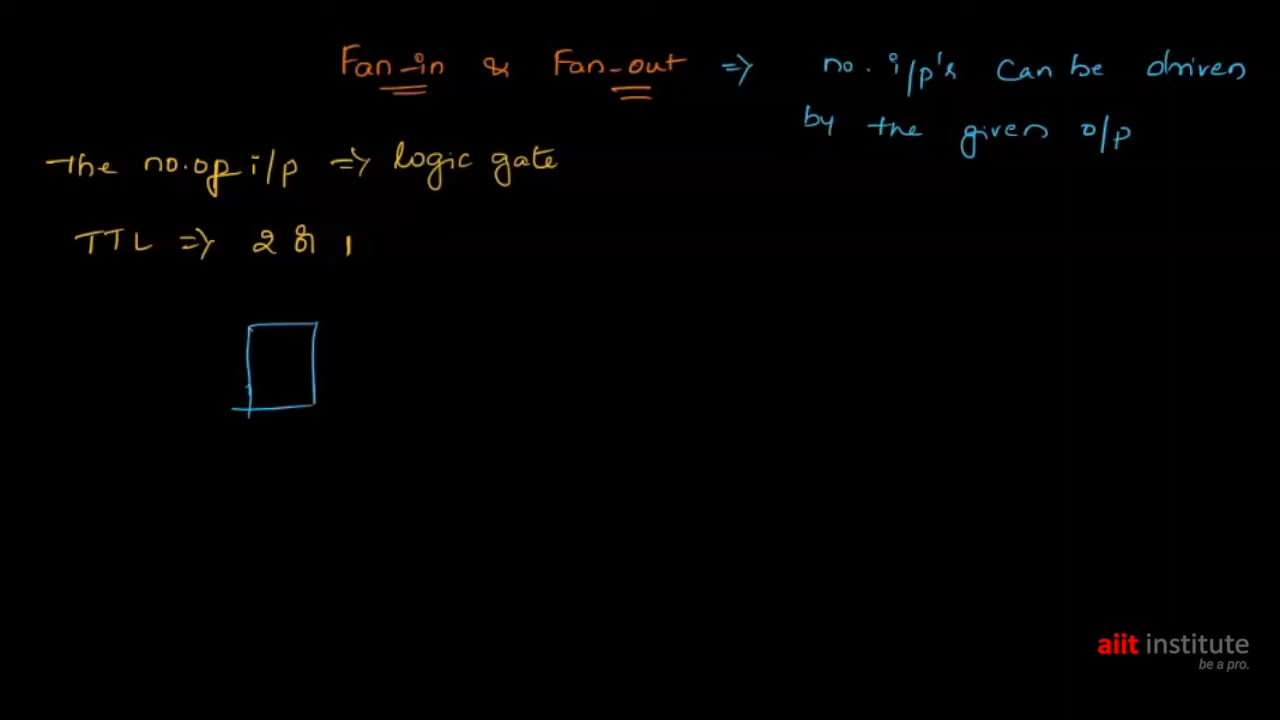 Fan-in & Fan-out => no. i/p's can be driven
by the given o/p
The no.of i/p => logic gate
TTL => 2 or 1
aiit institute
be a pro.